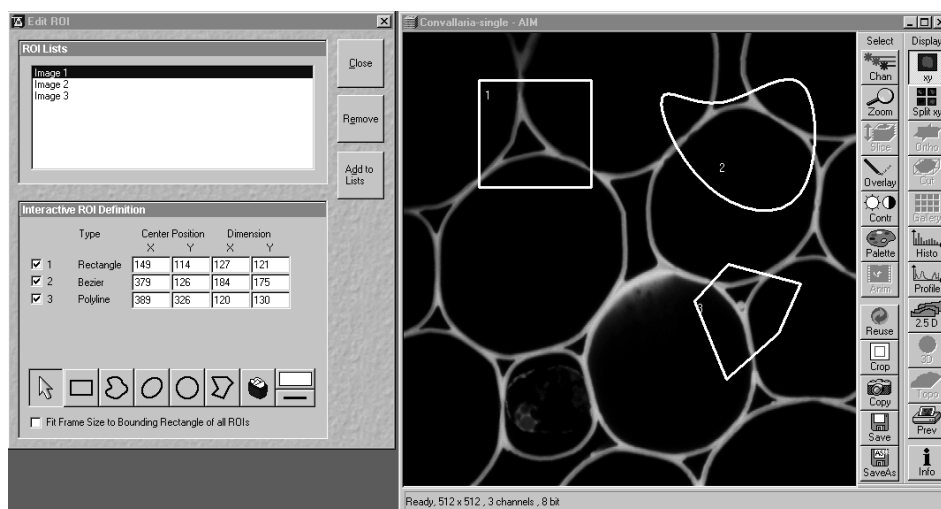 Edit ROI
ROI Lists
Image 1
Image 2
Image 3
Close
Remove
Add to
Lists
Interactive ROI Definition
Type Center Position Dimension
X Y X Y
1 Rectangle 149 114 127 121
2 Bezier 379 126 184 175
3 Polyline 389 326 120 130
Fit Frame Size to Bounding Rectangle of all ROIs
Convallaria-single - AIM
1
2
3
Select
Chan
Zoom
Slice
Overlay
Contr
Palette
Anim
Reuse
Crop
Copy
Save
AS
SaveAs
Display
xy
Split xy
Ortho
Cut
Gallery
Histo
Profile
2.5 D
3D
Topo
Prev
Info
Ready, 512 x 512 , 3 channels , 8 bit